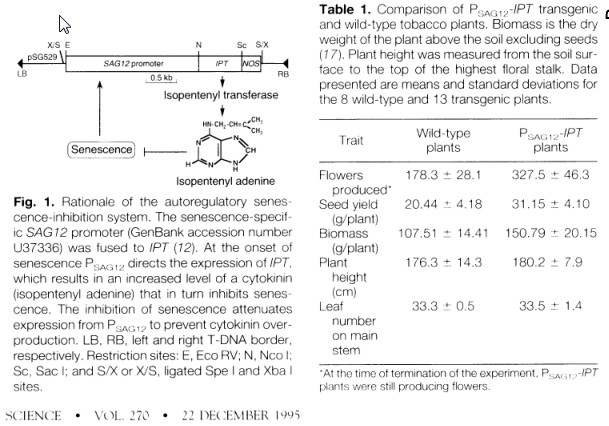 X/S E N Sc S/X
pSG529
SAG12 promoter IPT NOS
LB RB
0.5 kb
Isopentenyl transferase
HN-CH₂-CH=C CH₃ CH₃
N N CH
H N N
H
Senescence
Isopentenyl adenine
Fig. 1. Rationale of the autoregulatory senes-
cence-inhibition system. The senescence-specif-
ic SAG12 promoter (GenBank accession number
U37336) was fused to IPT (12). At the onset of
senescence P_SAG12 directs the expression of IPT,
which results in an increased level of a cytokinin
(isopentenyl adenine) that in turn inhibits senes-
cence. The inhibition of senescence attenuates
expression from P_SAG12 to prevent cytokinin over-
production. LB, RB, left and right T-DNA border,
respectively. Restriction sites: E, Eco RV; N, Nco I;
Sc, Sac I; and S/X or X/S, ligated Spe I and Xba I
sites.
SCIENCE • VOL. 270 • 22 DECEMBER 1995
Table 1. Comparison of P_SAG12-IPT transgenic
and wild-type tobacco plants. Biomass is the dry
weight of the plant above the soil excluding seeds
(17). Plant height was measured from the soil sur-
face to the top of the highest floral stalk. Data
presented are means and standard deviations for
the 8 wild-type and 13 transgenic plants.
Trait Wild-type plants P_SAG12-IPT plants
Flowers 178.3 ± 28.1 327.5 ± 46.3
produced*
Seed yield 20.44 ± 4.18 31.15 ± 4.10
(g/plant)
Biomass 107.51 ± 14.41 150.79 ± 20.15
(g/plant)
Plant 176.3 ± 14.3 180.2 ± 7.9
height
(cm)
Leaf 33.3 ± 0.5 33.5 ± 1.4
number
on main
stem
*At the time of termination of the experiment, P_SAG12-IPT
plants were still producing flowers.